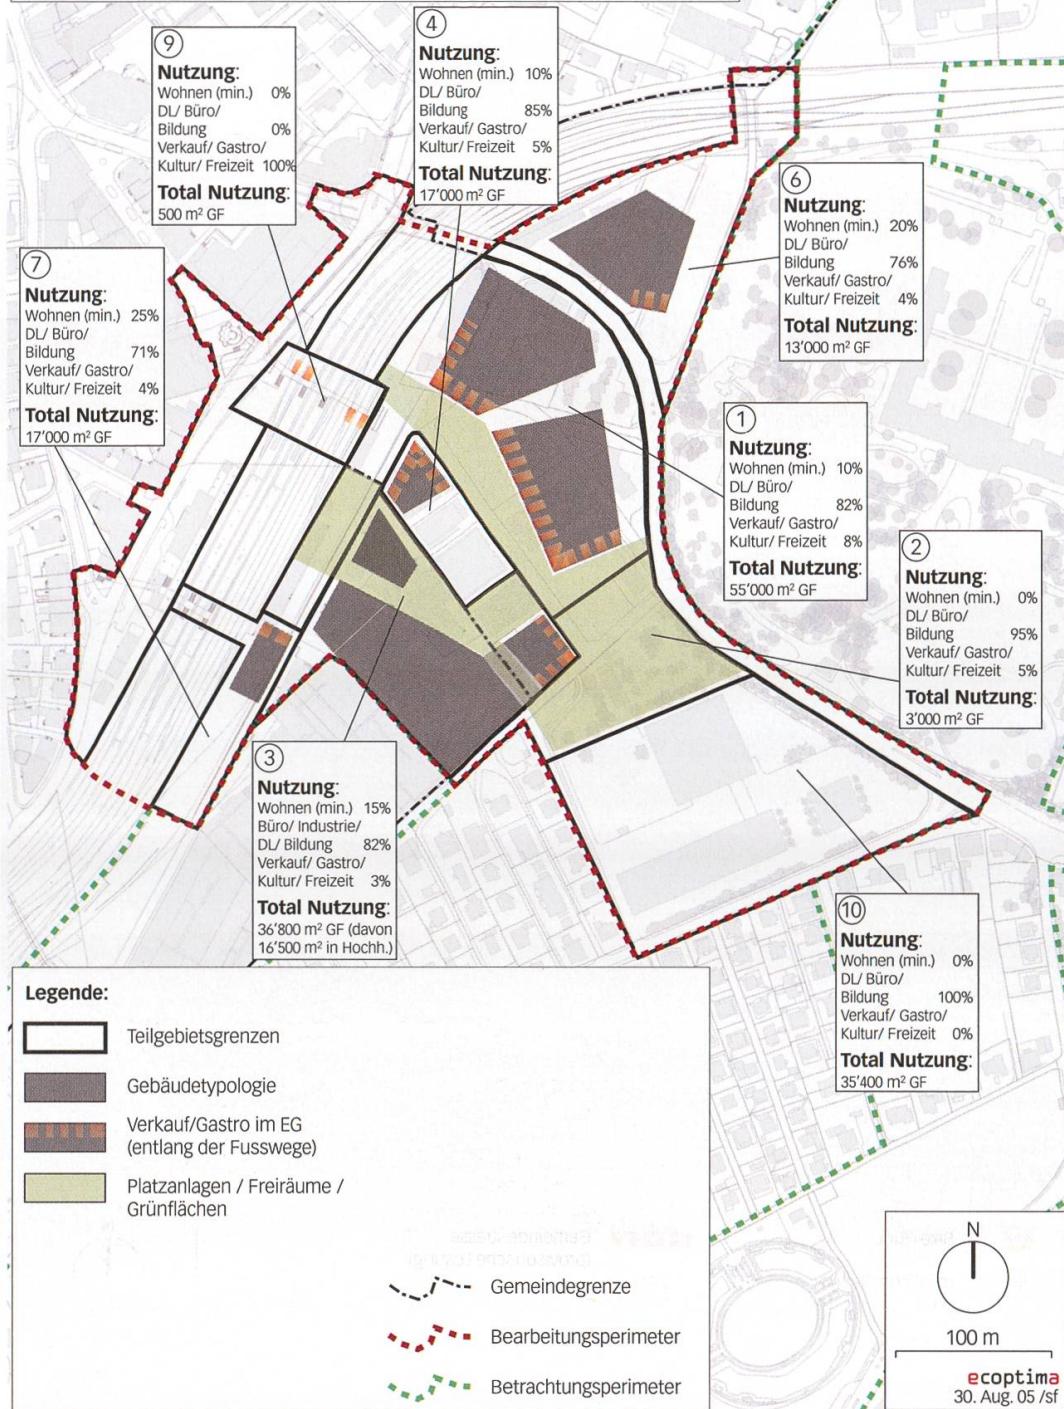 9
Nutzung:
Wohnen (min.) 0%
DL/ Büro/
Bildung 0%
Verkauf/ Gastro/
Kultur/ Freizeit 100%
Total Nutzung:
500 m² GF
4
Nutzung:
Wohnen (min.) 10%
DL/ Büro/
Bildung 85%
Verkauf/ Gastro/
Kultur/ Freizeit 5%
Total Nutzung:
17'000 m² GF
6
Nutzung:
Wohnen (min.) 20%
DL/ Büro/
Bildung 76%
Verkauf/ Gastro/
Kultur/ Freizeit 4%
Total Nutzung:
13'000 m² GF
7
Nutzung:
Wohnen (min.) 25%
DL/ Büro/
Bildung 71%
Verkauf/ Gastro/
Kultur/ Freizeit 4%
Total Nutzung:
17'000 m² GF
1
Nutzung:
Wohnen (min.) 10%
DL/ Büro/
Bildung 82%
Verkauf/ Gastro/
Kultur/ Freizeit 8%
Total Nutzung:
55'000 m² GF
2
Nutzung:
Wohnen (min.) 0%
DL/ Büro/
Bildung 95%
Verkauf/ Gastro/
Kultur/ Freizeit 5%
Total Nutzung:
3'000 m² GF
3
Nutzung:
Wohnen (min.) 15%
Büro/ Industrie/
DL/ Bildung 82%
Verkauf/ Gastro/
Kultur/ Freizeit 3%
Total Nutzung:
36'800 m² GF (davon
16'500 m² in Hochh.)
10
Nutzung:
Wohnen (min.) 0%
DL/ Büro/
Bildung 100%
Verkauf/ Gastro/
Kultur/ Freizeit 0%
Total Nutzung:
35'400 m² GF
Legende:
Teilgebietsgrenzen
Gebäudetypologie
Verkauf/Gastro im EG
(entlang der Fusswege)
Platzanlagen / Freiräume /
Grünflächen
Gemeindegrenze
Bearbeitungsperimeter
Betrachtungsperimeter
N
100 m
ecoptima
30. Aug. 05 /sf